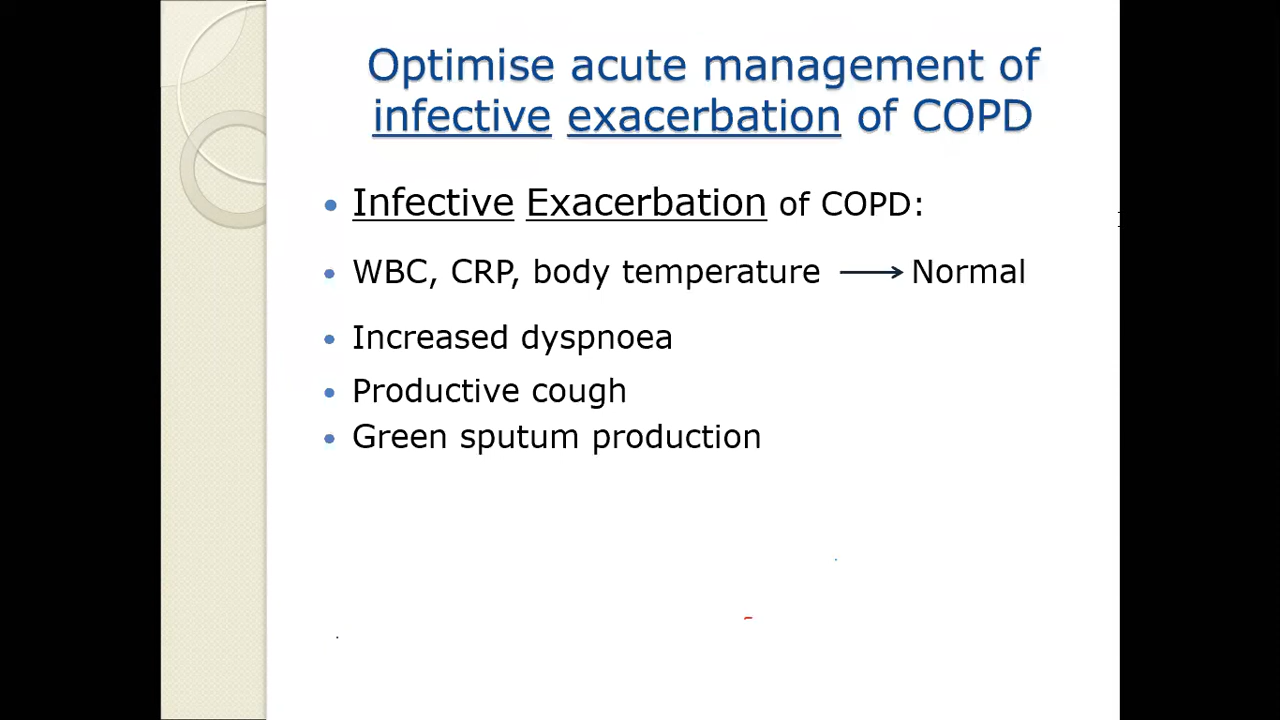 Optimise acute management of
infective exacerbation of COPD
• Infective Exacerbation of COPD:
• WBC, CRP, body temperature → Normal
• Increased dyspnoea
• Productive cough
• Green sputum production